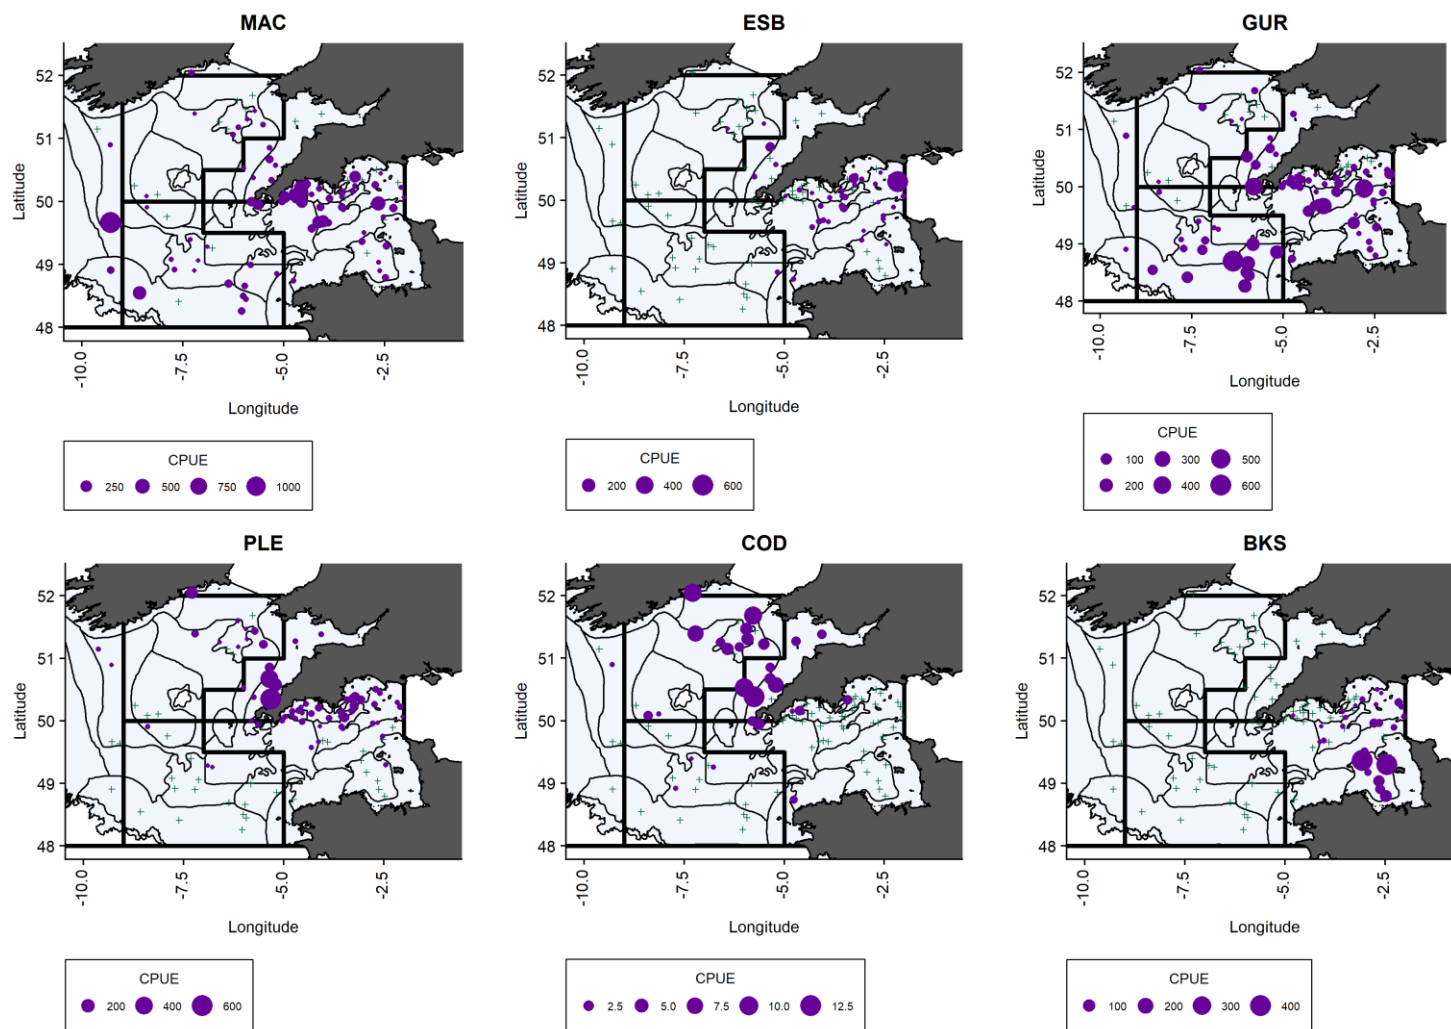 MAC
ESB
GUR
52
51
50
49
48
Latitude
-10.0
-7.5
-5.0
-2.5
Longitude
52
51
50
49
48
Latitude
-10.0
-7.5
-5.0
-2.5
Longitude
52
51
50
49
48
Latitude
-10.0
-7.5
-5.0
-2.5
Longitude
CPUE
250 500 750 1000
CPUE
200 400 600
CPUE
100 300 500
200 400 600
PLE
COD
BKS
52
51
50
49
48
Latitude
-10.0
-7.5
-5.0
-2.5
Longitude
52
51
50
49
48
Latitude
-10.0
-7.5
-5.0
-2.5
Longitude
52
51
50
49
48
Latitude
-10.0
-7.5
-5.0
-2.5
Longitude
CPUE
200 400 600
CPUE
2.5 5.0 7.5 10.0 12.5
CPUE
100 200 300 400